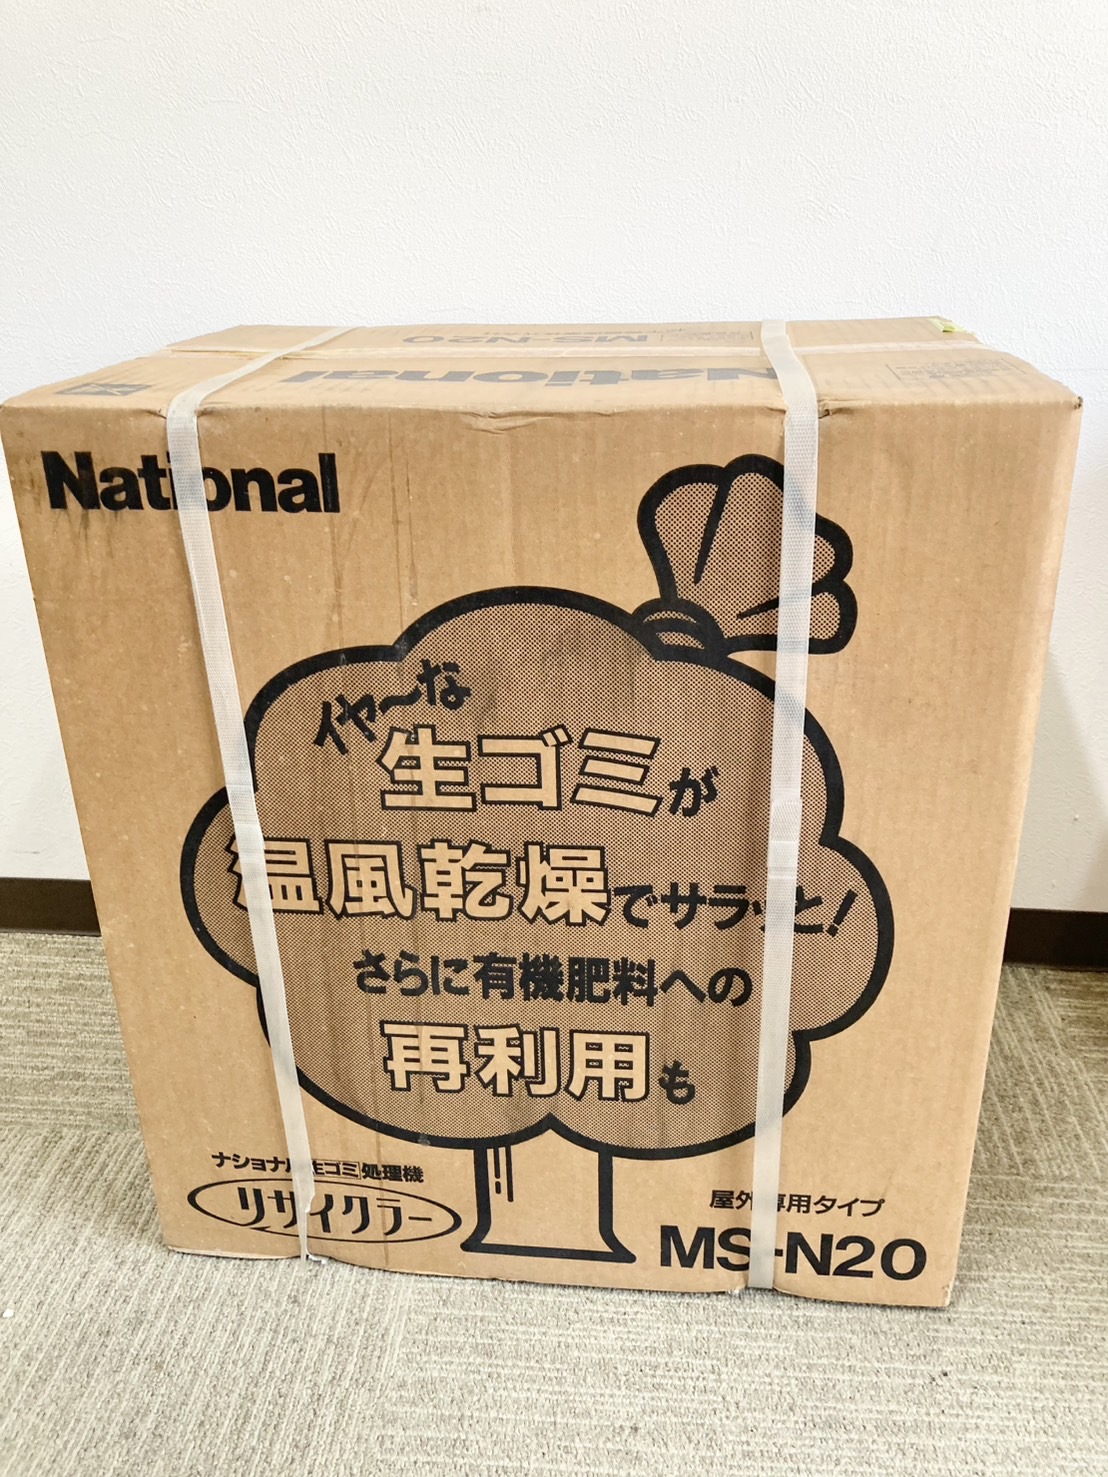 MS-N20
National
National
イヤ〜な
生ゴミが
温風乾燥でサラッと!
さらに有機肥料への
再利用も
ナショナル生ゴミ処理機
リサイクラー
屋外専用タイプ
MS-N20